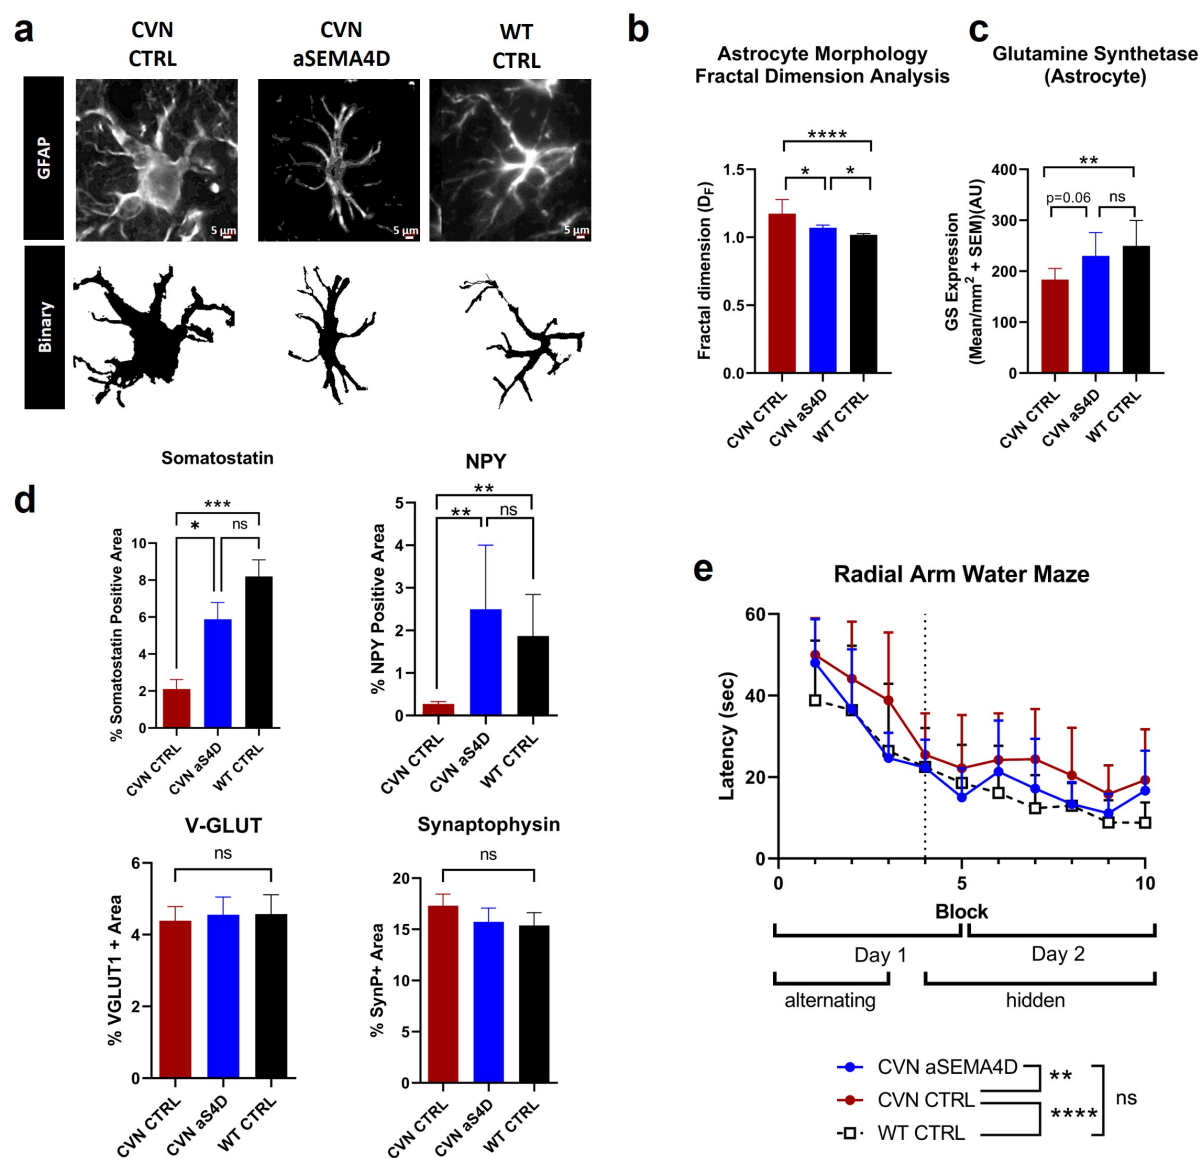 a
CVN
CTRL
CVN
aSEMA4D
WT
CTRL
GFAP
5 µm
5 µm
5 µm
Binary
b
Astrocyte Morphology
Fractal Dimension Analysis
****
*
*
Fractal dimension (DF)
1.5
1.0
0.5
0.0
CVN CTRL
CVN aS4D
WT CTRL
c
Glutamine Synthetase
(Astrocyte)
**
p=0.06
ns
GS Expression
(Mean/mm² + SEM)(AU)
400
300
200
100
0
CVN CTRL
CVN aS4D
WT CTRL
d
Somatostatin
***
*
ns
% Somatostatin Positive Area
10
8
6
4
2
0
CVN CTRL
CVN aS4D
WT CTRL
NPY
**
**
ns
% NPY Positive Area
5
4
3
2
1
0
CVN CTRL
CVN aS4D
WT CTRL
V-GLUT
ns
% VGLUT1 + Area
6
4
2
0
CVN CTRL
CVN aS4D
WT CTRL
Synaptophysin
ns
% SynP+ Area
20
15
10
5
0
CVN CTRL
CVN aS4D
WT CTRL
e
Radial Arm Water Maze
Latency (sec)
60
40
20
0
0
5
10
Block
Day 1
Day 2
alternating
hidden
CVN aSEMA4D
CVN CTRL
WT CTRL
**
****
ns